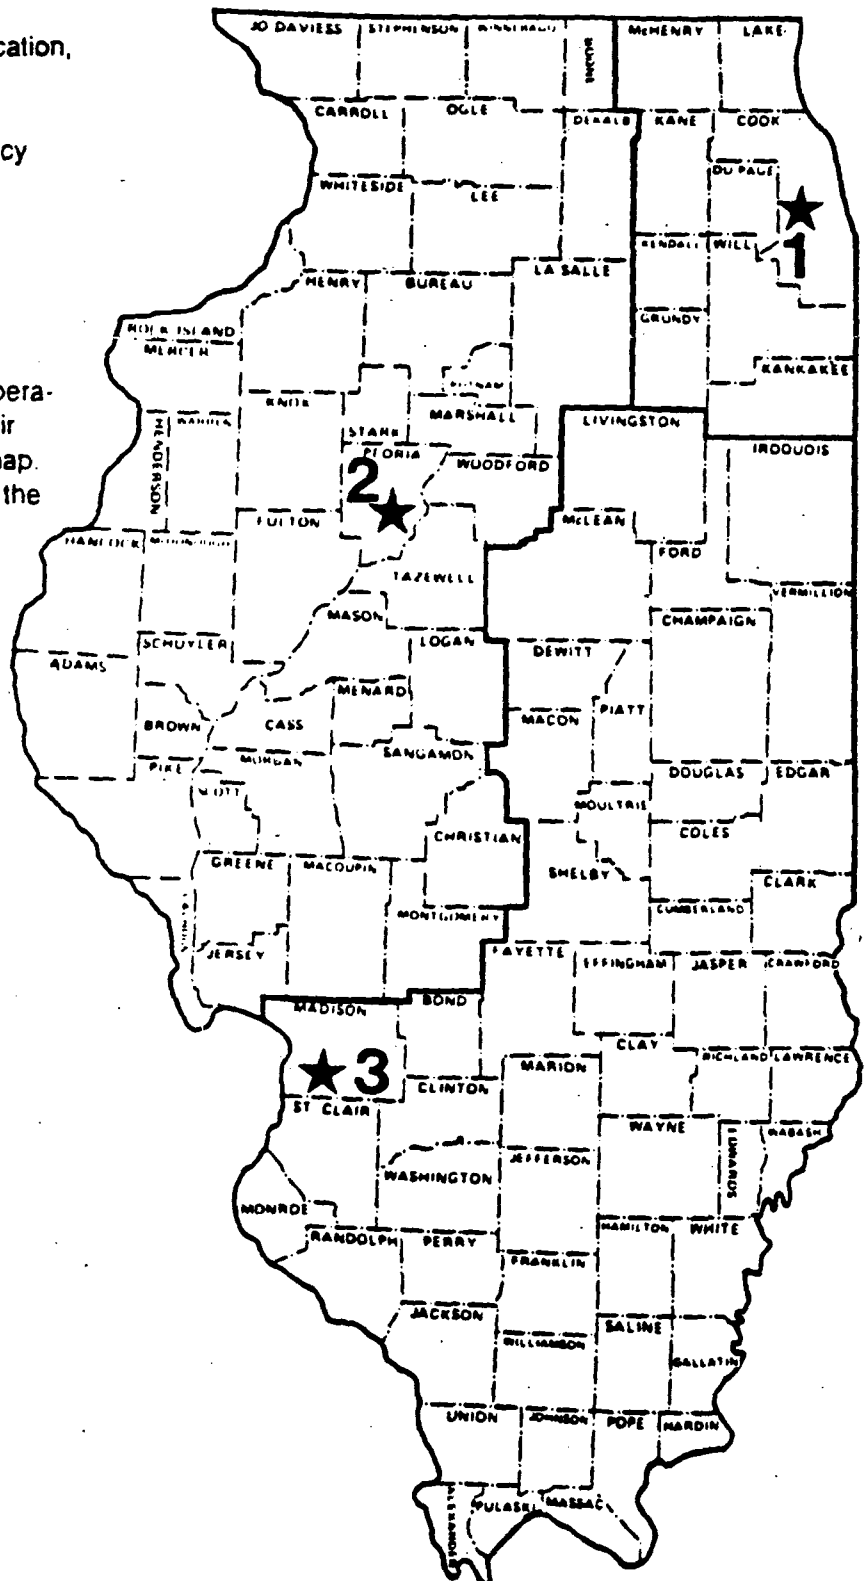 cation,
cy
pera-
ir
nap.
the
JO DAVIESS STEPHENSON WINNEBAGO BOONE McHENRY LAKE
CARROLL OGLE DEKALB KANE COOK
DU PAGE
WHITESIDE LEE
KENDALL WILL 1
HENRY BUREAU LA SALLE
ROCK ISLAND GRUNDY
MERCER
KANKAKEE
PUTNAM
KNOX MARSHALL LIVINGSTON
HENDERSON WARREN STARK
PEORIA WOODFORD IROQUOIS
2
FULTON McLEAN
HANCOCK McDONOUGH FORD
TAZEWELL VERMILLION
MASON CHAMPAIGN
SCHUYLER LOGAN DEWITT
ADAMS
MENARD
BROWN CASS MACON PIATT
PIKE MORGAN SANGAMON
DOUGLAS EDGAR
SCOTT MOULTRIE
CHRISTIAN COLES
GREENE MACOUPIN SHELBY CLARK
CUMBERLAND
MONTGOMERY
JERSEY FAYETTE EFFINGHAM JASPER CRAWFORD
MADISON BOND
CLAY RICHLAND LAWRENCE
3 CLINTON MARION
ST CLAIR WAYNE EDWARDS WABASH
WASHINGTON JEFFERSON
MONROE
RANDOLPH PERRY HAMILTON WHITE
FRANKLIN
JACKSON SALINE
WILLIAMSON
GALLATIN
UNION JOHNSON POPE HARDIN
ALEXANDER PULASKI MASSAC